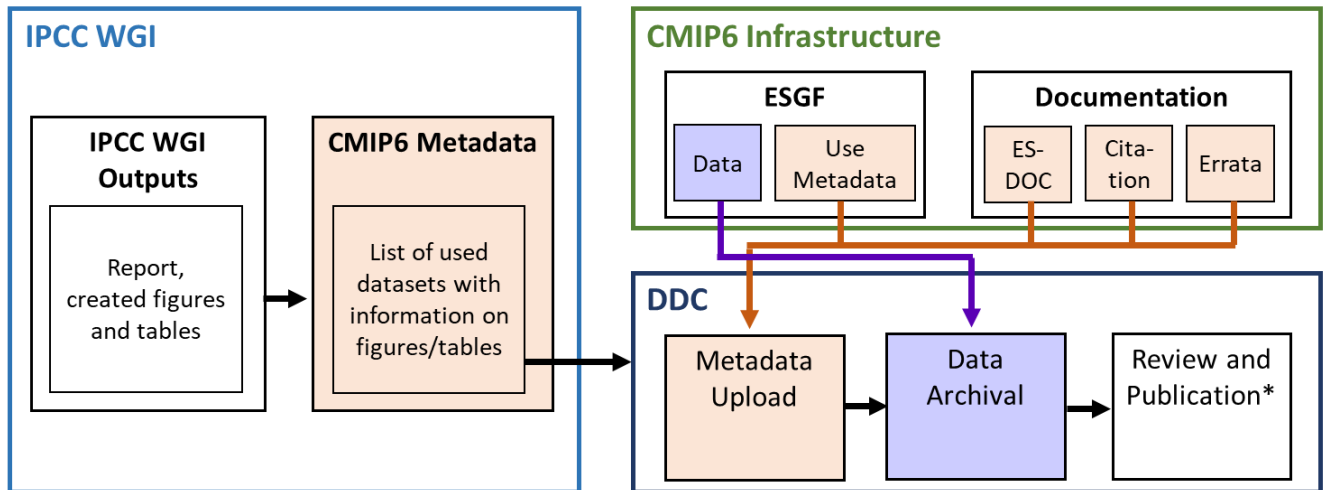 IPCC WGI
IPCC WGI
Outputs
Report,
created figures
and tables
CMIP6 Metadata
List of used
datasets with
information on
figures/tables
CMIP6 Infrastructure
ESGF
Data
Use
Metadata
Documentation
ES-
DOC
Cita-
tion
Errata
DDC
Metadada
Upload
Data
Archival
Review and
Publication*